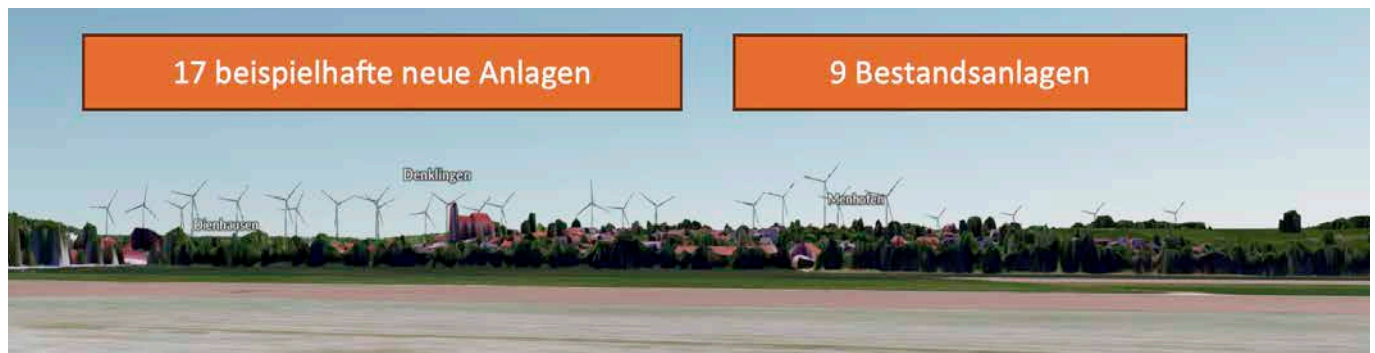 17 beispielhafte neue Anlagen
9 Bestandsanlagen
Denklingen
Dienhausen
Menhofen